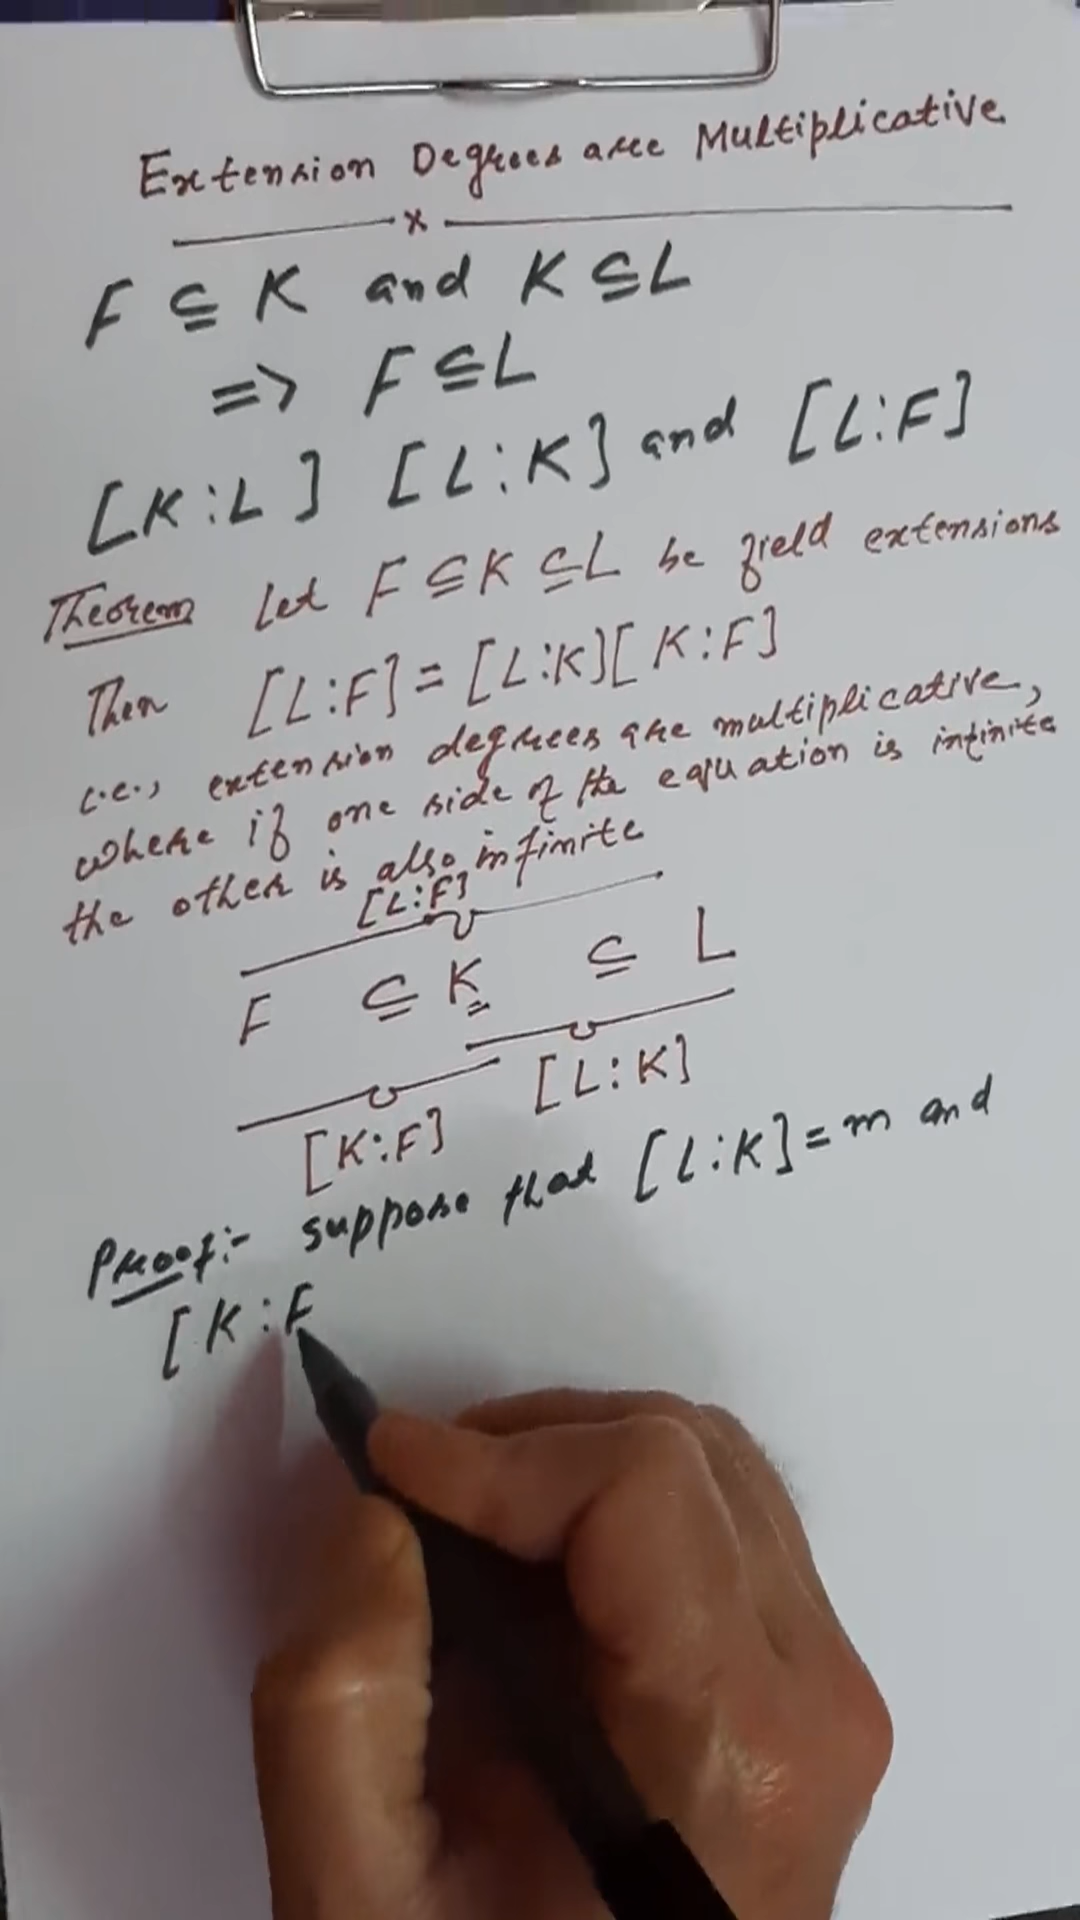 Extension Degrees are Multiplicative
x
F ⊆ K and K ⊆ L
=> F ⊆ L
[K:L] [L:K] and [L:F]
Theorem Let F ⊆ K ⊆ L be field extensions
Then [L:F] = [L:K][K:F]
i.e., extension degrees are multiplicative,
where if one side of the equation is infinite
the other is also infinite
[L:F]
F ⊆ K ⊆ L
[L:K]
[K:F]
Proof:- suppose that [L:K] = m and
[K:F